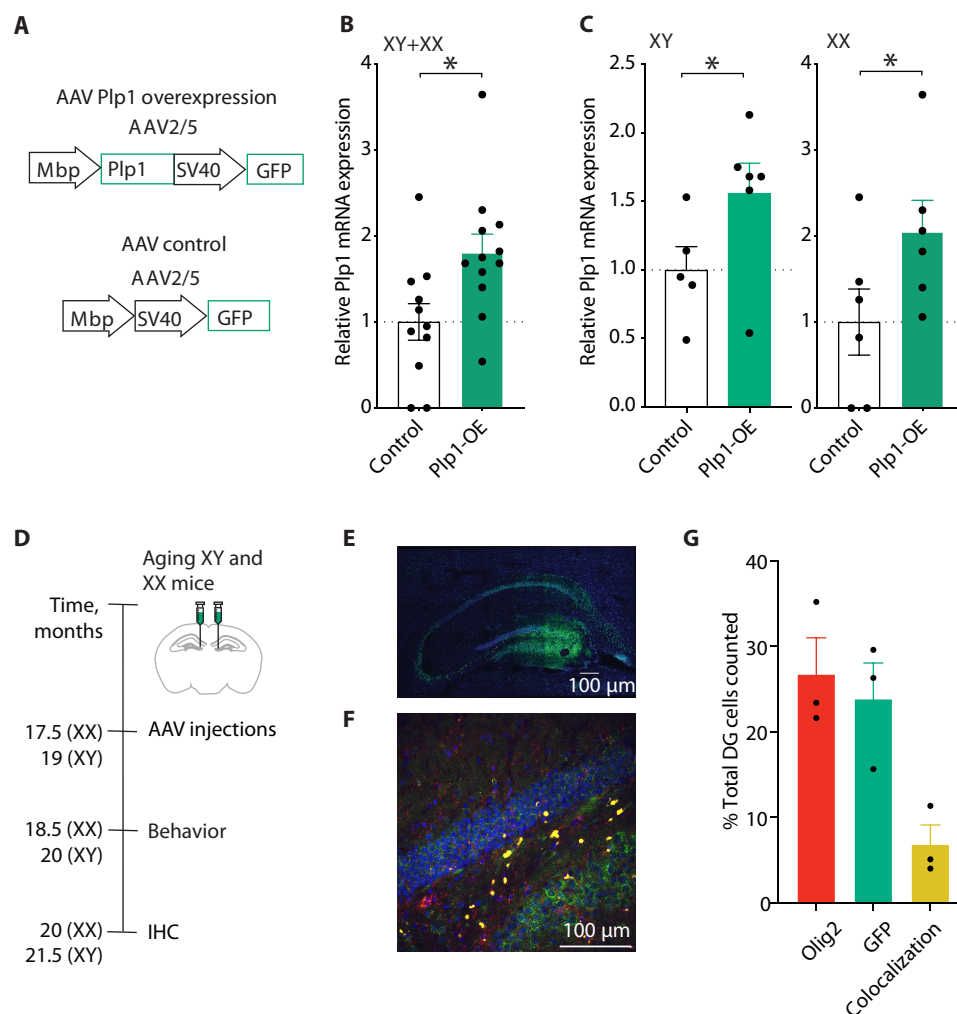 A
AAV Plp1 overexpression
AAV2/5
Mbp Plp1 SV40 GFP
AAV control
AAV2/5
Mbp SV40 GFP
B
XY+XX
*
Relative Plp1 mRNA expression
4
3
2
1
0
Control
Plp1-OE
C
XY
*
Relative Plp1 mRNA expression
2.5
2.0
1.5
1.0
0.5
0.0
Control
Plp1-OE
XX
*
4
3
2
1
0
Control
Plp1-OE
D
Aging XY and
XX mice
Time,
months
17.5 (XX)
19 (XY)
AAV injections
18.5 (XX)
20 (XY)
Behavior
20 (XX)
21.5 (XY)
IHC
E
100 µm
F
100 µm
G
% Total DG cells counted
40
30
20
10
0
Olig2
GFP
Colocalization